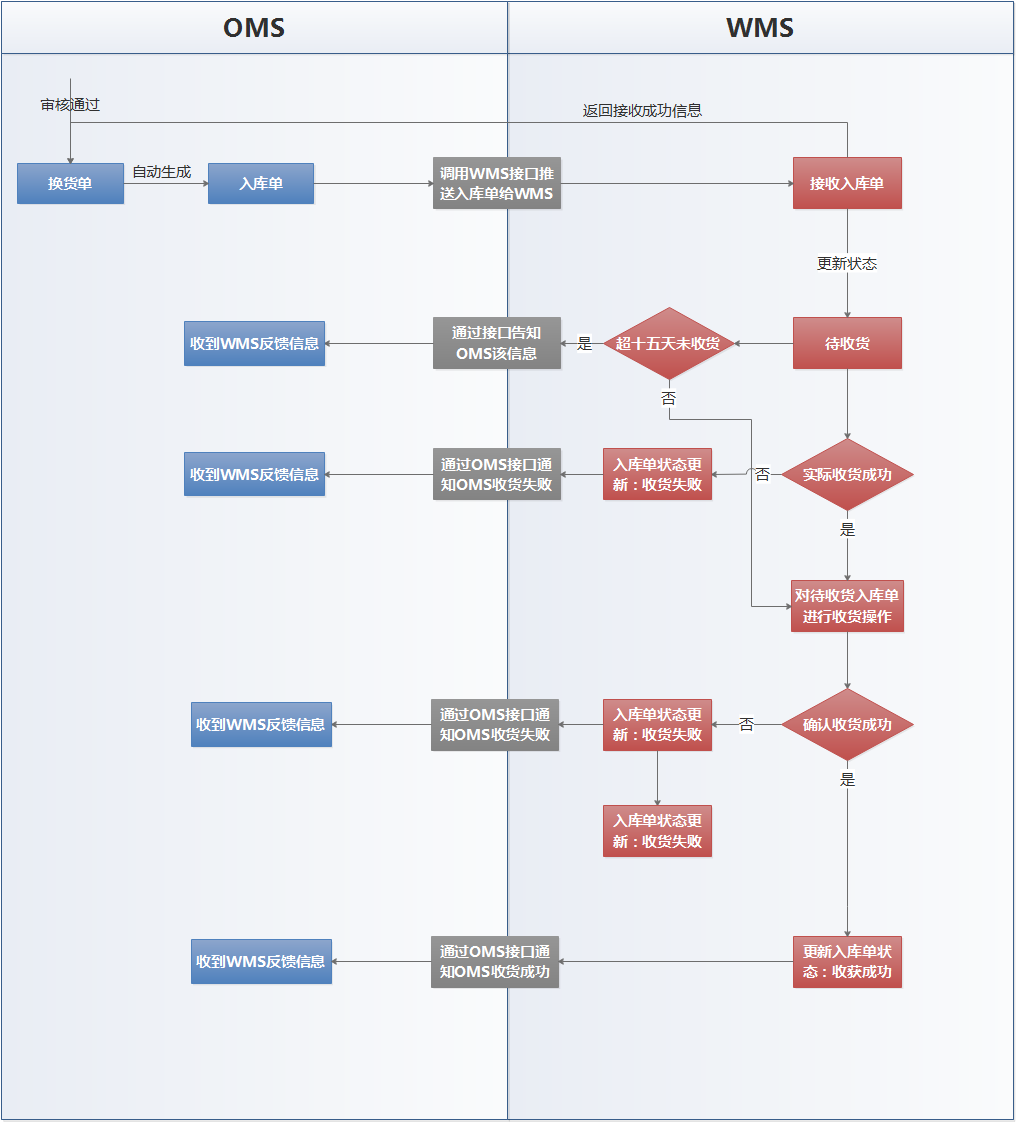 OMS
WMS
审核通过
返回接收成功信息
换货单
自动生成
入库单
调用WMS接口推
送入库单给WMS
接收入库单
更新状态
收到WMS反馈信息
通过接口告知
OMS该信息
是
超十五天未收货
待收货
否
收到WMS反馈信息
通过OMS接口通
知OMS收货失败
入库单状态更
新：收货失败
否
实际收货成功
是
对待收货入库单
进行收货操作
收到WMS反馈信息
通过OMS接口通
知OMS收货失败
入库单状态更
新：收货失败
否
确认收货成功
是
入库单状态更
新：收货失败
收到WMS反馈信息
通过OMS接口通
知OMS收货成功
更新入库单状
态：收获成功